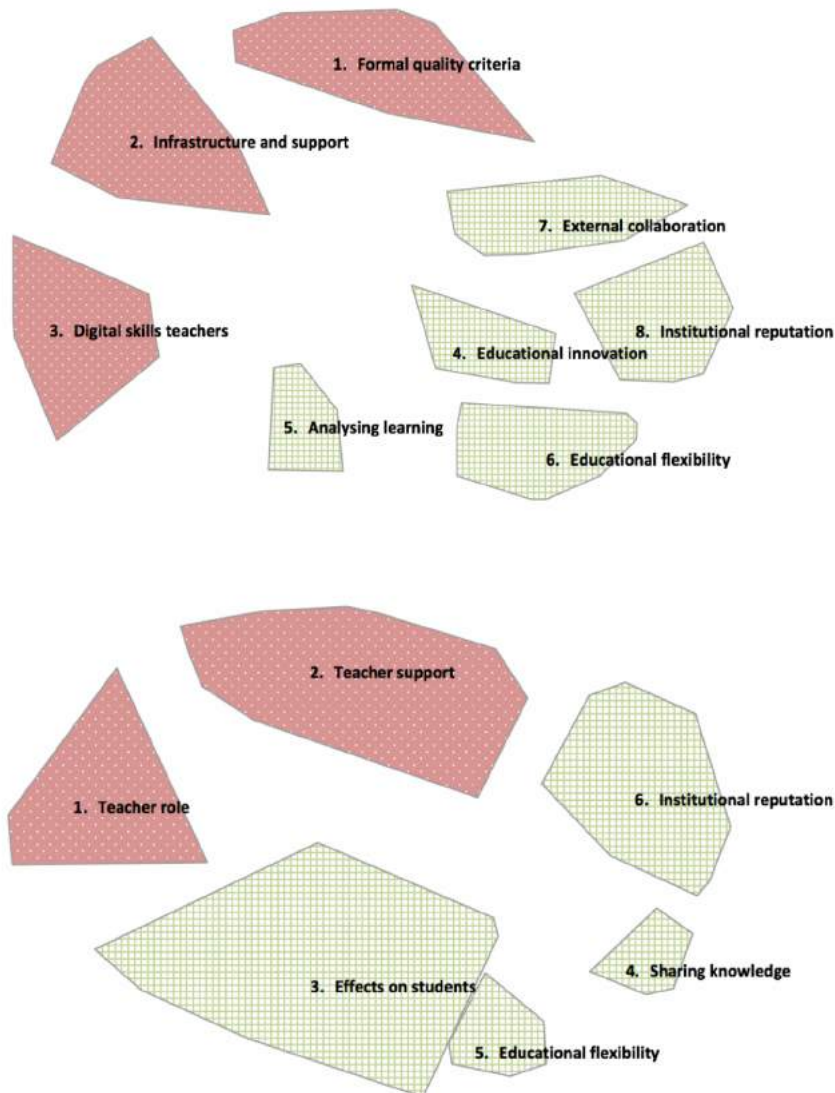 1. Formal quality criteria
2. Infrastructure and support
7. External collaboration
3. Digital skills teachers
8. Institutional reputation
4. Educational innovation
5. Analysing learning
6. Educational flexibility
2. Teacher support
1. Teacher role
6. Institutional reputation
4. Sharing knowledge
3. Effects on students
5. Educational flexibility